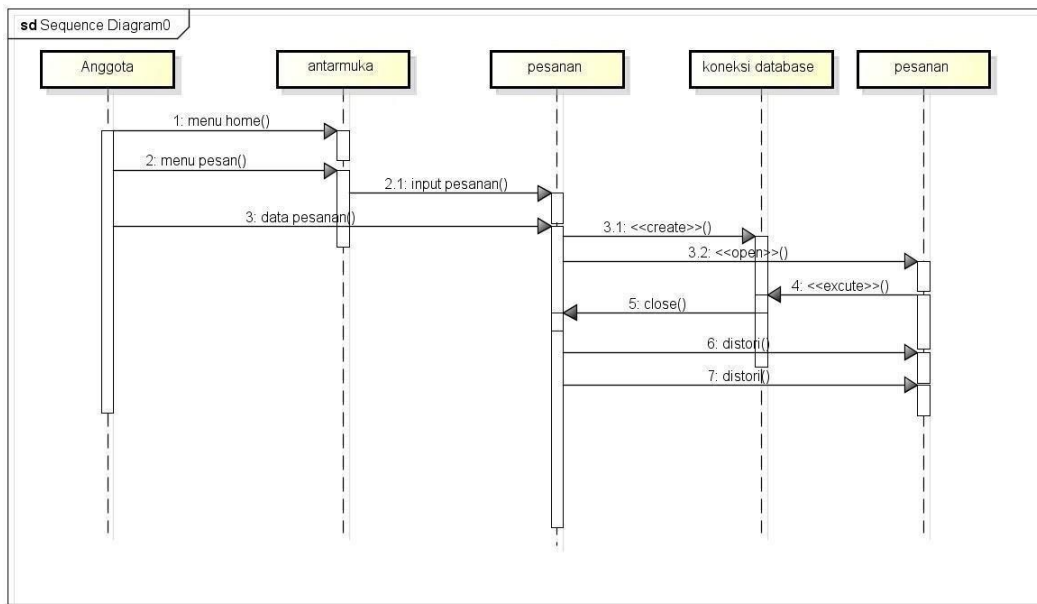 sd Sequence Diagram0
Anggota
antarmuka
pesanan
koneksi database
pesanan
1: menu home()
2: menu pesan()
2.1: input pesanan()
3: data pesanan()
3.1: <<create>>()
3.2: <<open>>()
4: <<excute>>()
5: close()
6: distori()
7: distori()